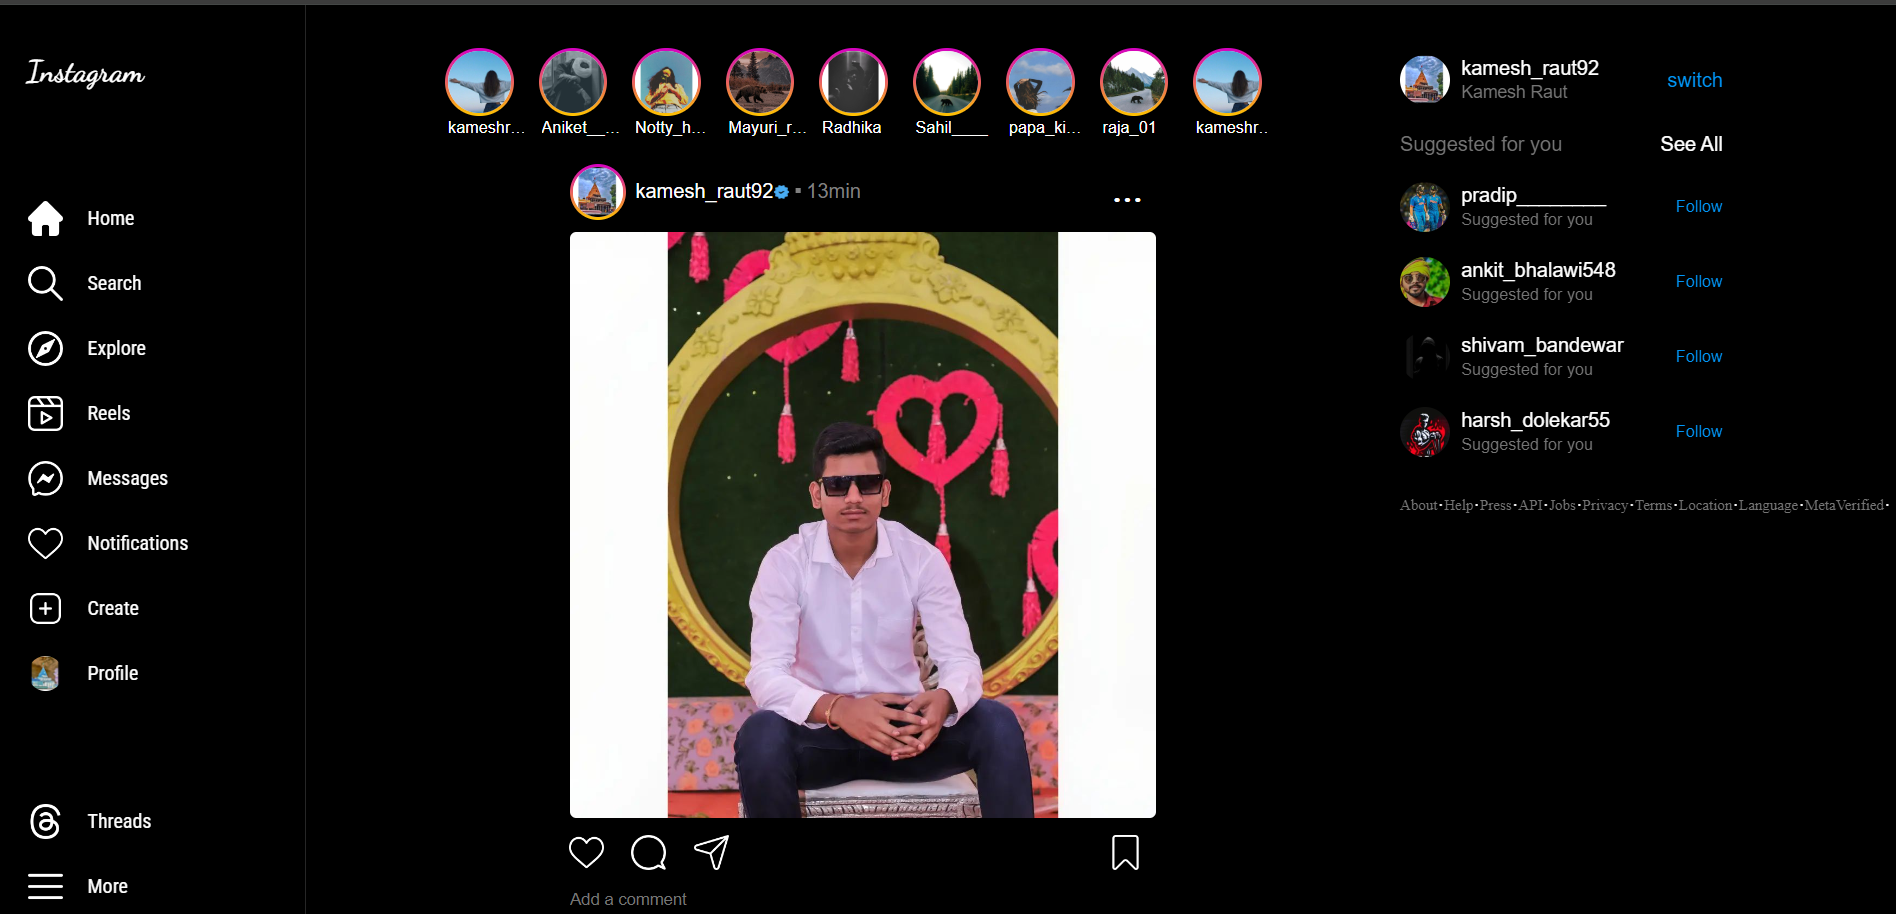 Instagram
Home
Search
Explore
Reels
Messages
Notifications
Create
Profile
Threads
More
kameshr... Aniket__... Notty_h... Mayuri_r... Radhika Sahil____ papa_ki... raja_01 kameshr..
kamesh_raut92 ▪ 13min
...
Add a comment
kamesh_raut92
Kamesh Raut
switch
Suggested for you See All
pradip________
Suggested for you
Follow
ankit_bhalawi548
Suggested for you
Follow
shivam_bandewar
Suggested for you
Follow
harsh_dolekar55
Suggested for you
Follow
About·Help·Press·API·Jobs·Privacy·Terms·Location·Language·MetaVerified·